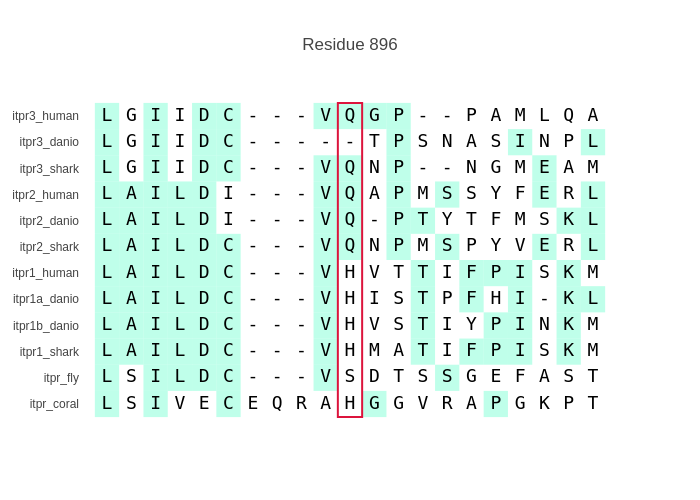 Residue 896
itpr3_human L G I I D C - - - V Q G P - - P A M L Q A
itpr3_danio L G I I D C - - - - - T P S N A S I N P L
itpr3_shark L G I I D C - - - V Q N P - - N G M E A M
itpr2_human L A I L D I - - - V Q A P M S S Y F E R L
itpr2_danio L A I L D I - - - V Q - P T Y T F M S K L
itpr2_shark L A I L D C - - - V Q N P M S P Y V E R L
itpr1_human L A I L D C - - - V H V T T I F P I S K M
itpr1a_danio L A I L D C - - - V H I S T P F H I - K L
itpr1b_danio L A I L D C - - - V H V S T I Y P I N K M
itpr1_shark L A I L D C - - - V H M A T I F P I S K M
itpr_fly L S I L D C - - - V S D T S S G E F A S T
itpr_coral L S I V E C E Q R A H G G V R A P G K P T